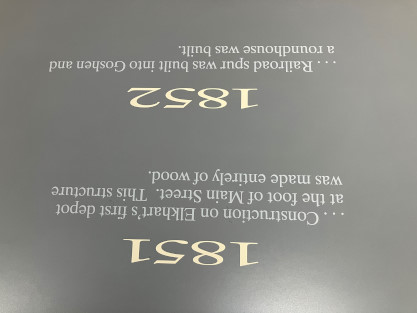 1851
. . . Construction on Elkhart's first depot
at the foot of Main Street. This structure
was made entirely of wood.
1852
. . . Railroad spur was built into Goshen and
a roundhouse was built.